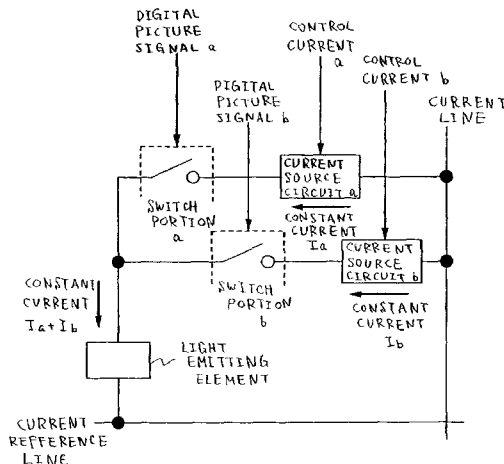 DIGITAL
PICTURE
SIGNAL a
CONTROL
CURRENT
a
CONTROL
CURRENT b
DIGITAL
PICTURE
SIGNAL b
CURRENT
LINE
CURRENT
SOURCE
CIRCUIT a
SWITCH
PORTION
a
CONSTANT
CURRENT
Ia
CURRENT
SOURCE
CIRCUIT b
SWITCH
PORTION
b
CONSTANT
CURRENT
Ib
CONSTANT
CURRENT
Ia+Ib
LIGHT
EMITTING
ELEMENT
CURRENT
REFFERENCE
LINE